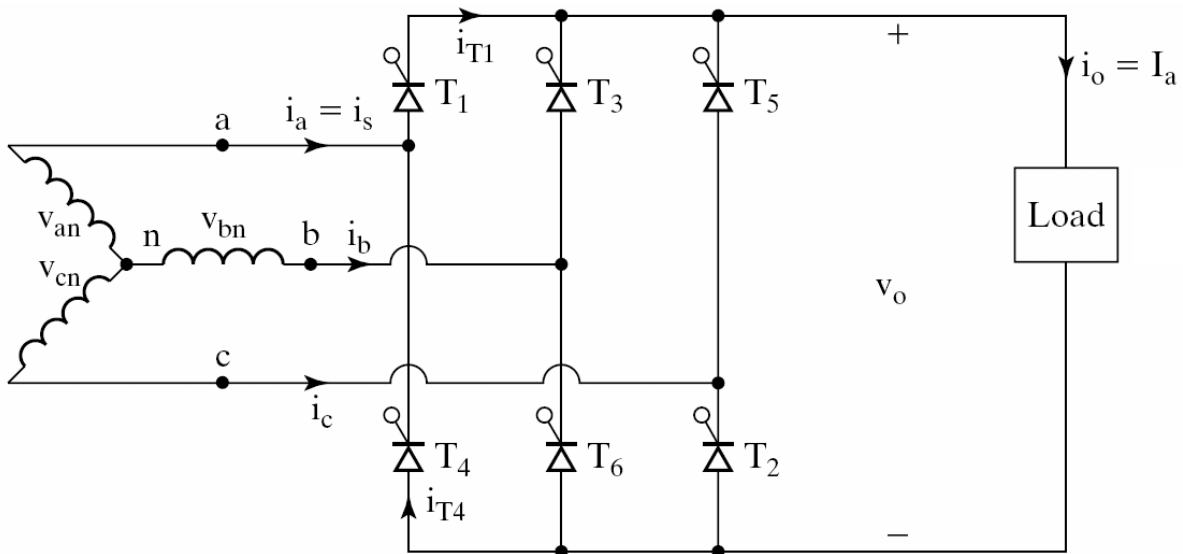 i_T1
+
T_1
T_3
T_5
i_o = I_a
i_a = i_s
a
v_an
n
v_bn
b
i_b
v_cn
Load
v_o
c
i_c
T_4
T_6
T_2
i_T4
−